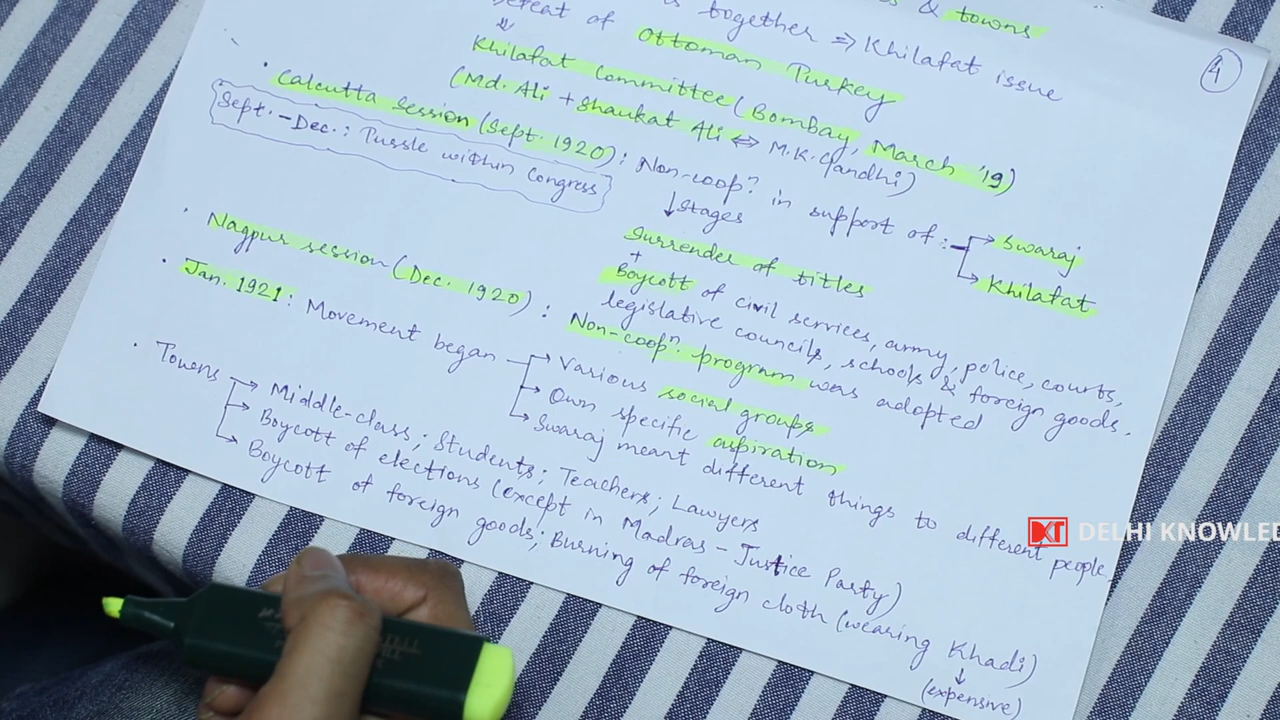 & towns
together ⇒ Khilafat issue
Defeat of Ottoman Turkey
4
Khilafat Committee (Bombay, March '19)
(Md. Ali + Shaukat Ali ⇔ M.K. Gandhi)
• Calcutta Session (Sept. 1920): Non-coopⁿ. in support of :- → Swaraj
→ Khilafat
Sept. - Dec.: Pussle within Congress
↓ stages
Surrender of titles
+
Boycott of civil services, army, police, courts,
legislative councils, schools & foreign goods.
• Nagpur session (Dec. 1920) : Non-coopⁿ. program was adopted
• Jan. 1921: Movement began → Various social groups
→ Own specific aspiration
→ Swaraj meant different things to different people.
• Towns → Middle-class; Students; Teachers; Lawyers
→ Boycott of elections (except in Madras - Justice Party)
→ Boycott of foreign goods; Burning of foreign cloth (wearing Khadi)
↓
(expensive)
DELHI KNOWLED